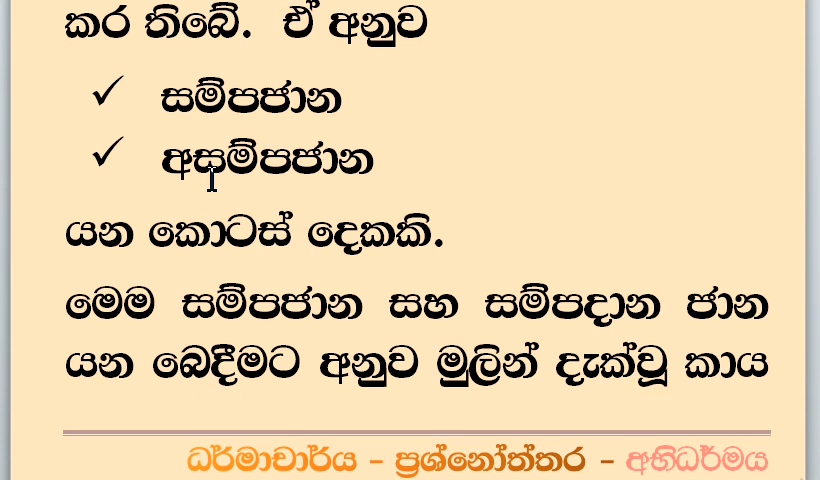 කර තිබේ. ඒ අනුව
✓ සම්පජාන
✓ අසම්පජාන
යන කොටස් දෙකකි.
මෙම සම්පජාන සහ සම්පදාන ජාන
යන බෙදීමට අනුව මුලින් දැක්වූ කාය
ධර්මාචාර්ය – ප්‍රශ්නෝත්තර – අභිධර්මය